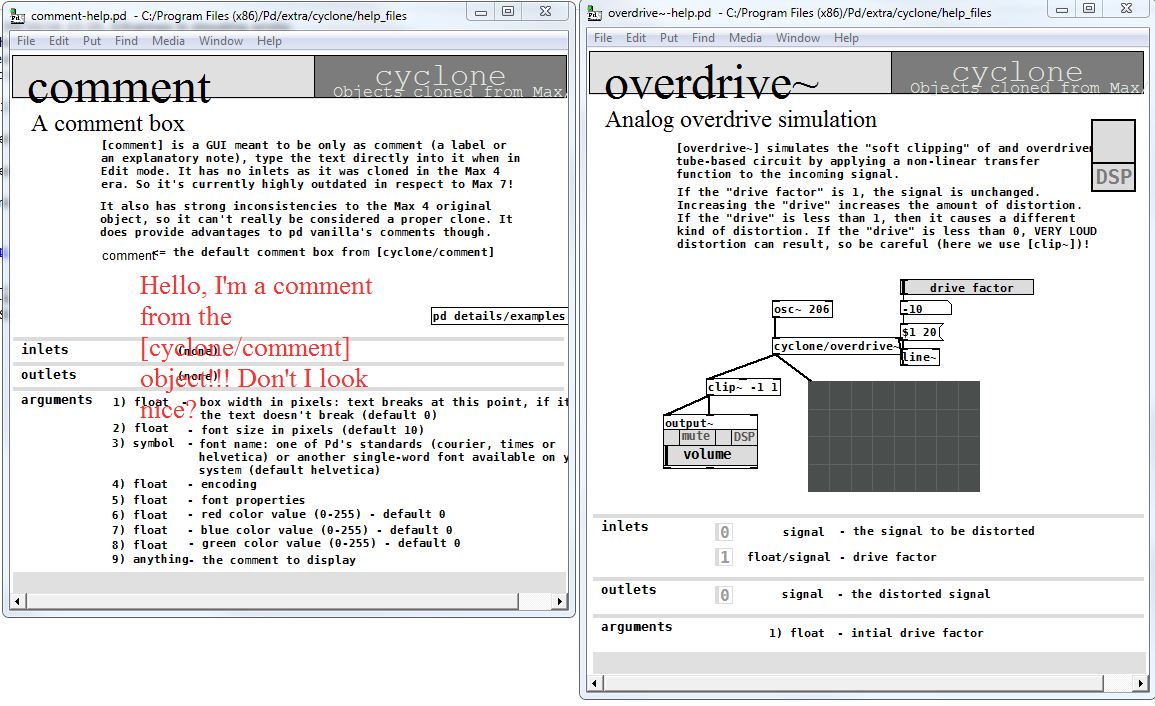 comment-help.pd - C:/Program Files (x86)/Pd/extra/cyclone/help_files
File Edit Put Find Media Window Help
comment
cyclone
Objects cloned from Max
A comment box
[comment] is a GUI meant to be only as comment (a label or
an explanatory note), type the text directly into it when in
Edit mode. It has no inlets as it was cloned in the Max 4
era. So it's currently highly outdated in respect to Max 7!
It also has strong inconsistencies to the Max 4 original
object, so it can't really be considered a proper clone. It
does provide advantages to pd vanilla's comments though.
comment
<= the default comment box from [cyclone/comment]
Hello, I'm a comment
from the
[cyclone/comment]
object!!! Don't I look
nice?
pd details/examples
inlets
(none)
outlets
(none)
arguments
1) float - box width in pixels: text breaks at this point, if it
the text doesn't break (default 0)
2) float - font size in pixels (default 10)
3) symbol - font name: one of Pd's standards (courier, times or
helvetica) or another single-word font available on y
system (default helvetica)
4) float - encoding
5) float - font properties
6) float - red color value (0-255) - default 0
7) float - blue color value (0-255) - default 0
8) float - green color value (0-255) - default 0
9) anything- the comment to display
overdrive~-help.pd - C:/Program Files (x86)/Pd/extra/cyclone/help_files
File Edit Put Find Media Window Help
overdrive~
cyclone
Objects cloned from Max
Analog overdrive simulation
[overdrive~] simulates the "soft clipping" of and overdriven
tube-based circuit by applying a non-linear transfer
function to the incoming signal.
DSP
If the "drive factor" is 1, the signal is unchanged.
Increasing the "drive" increases the amount of distortion.
If the "drive" is less than 1, then it causes a different
kind of distortion. If the "drive" is less than 0, VERY LOUD
distortion can result, so be careful (here we use [clip~])!
drive factor
osc~ 206
-10
$1 20
cyclone/overdrive~
line~
clip~ -1 1
output~
mute DSP
volume
inlets
0 signal - the signal to be distorted
1 float/signal - drive factor
outlets
0 signal - the distorted signal
arguments
1) float - intial drive factor